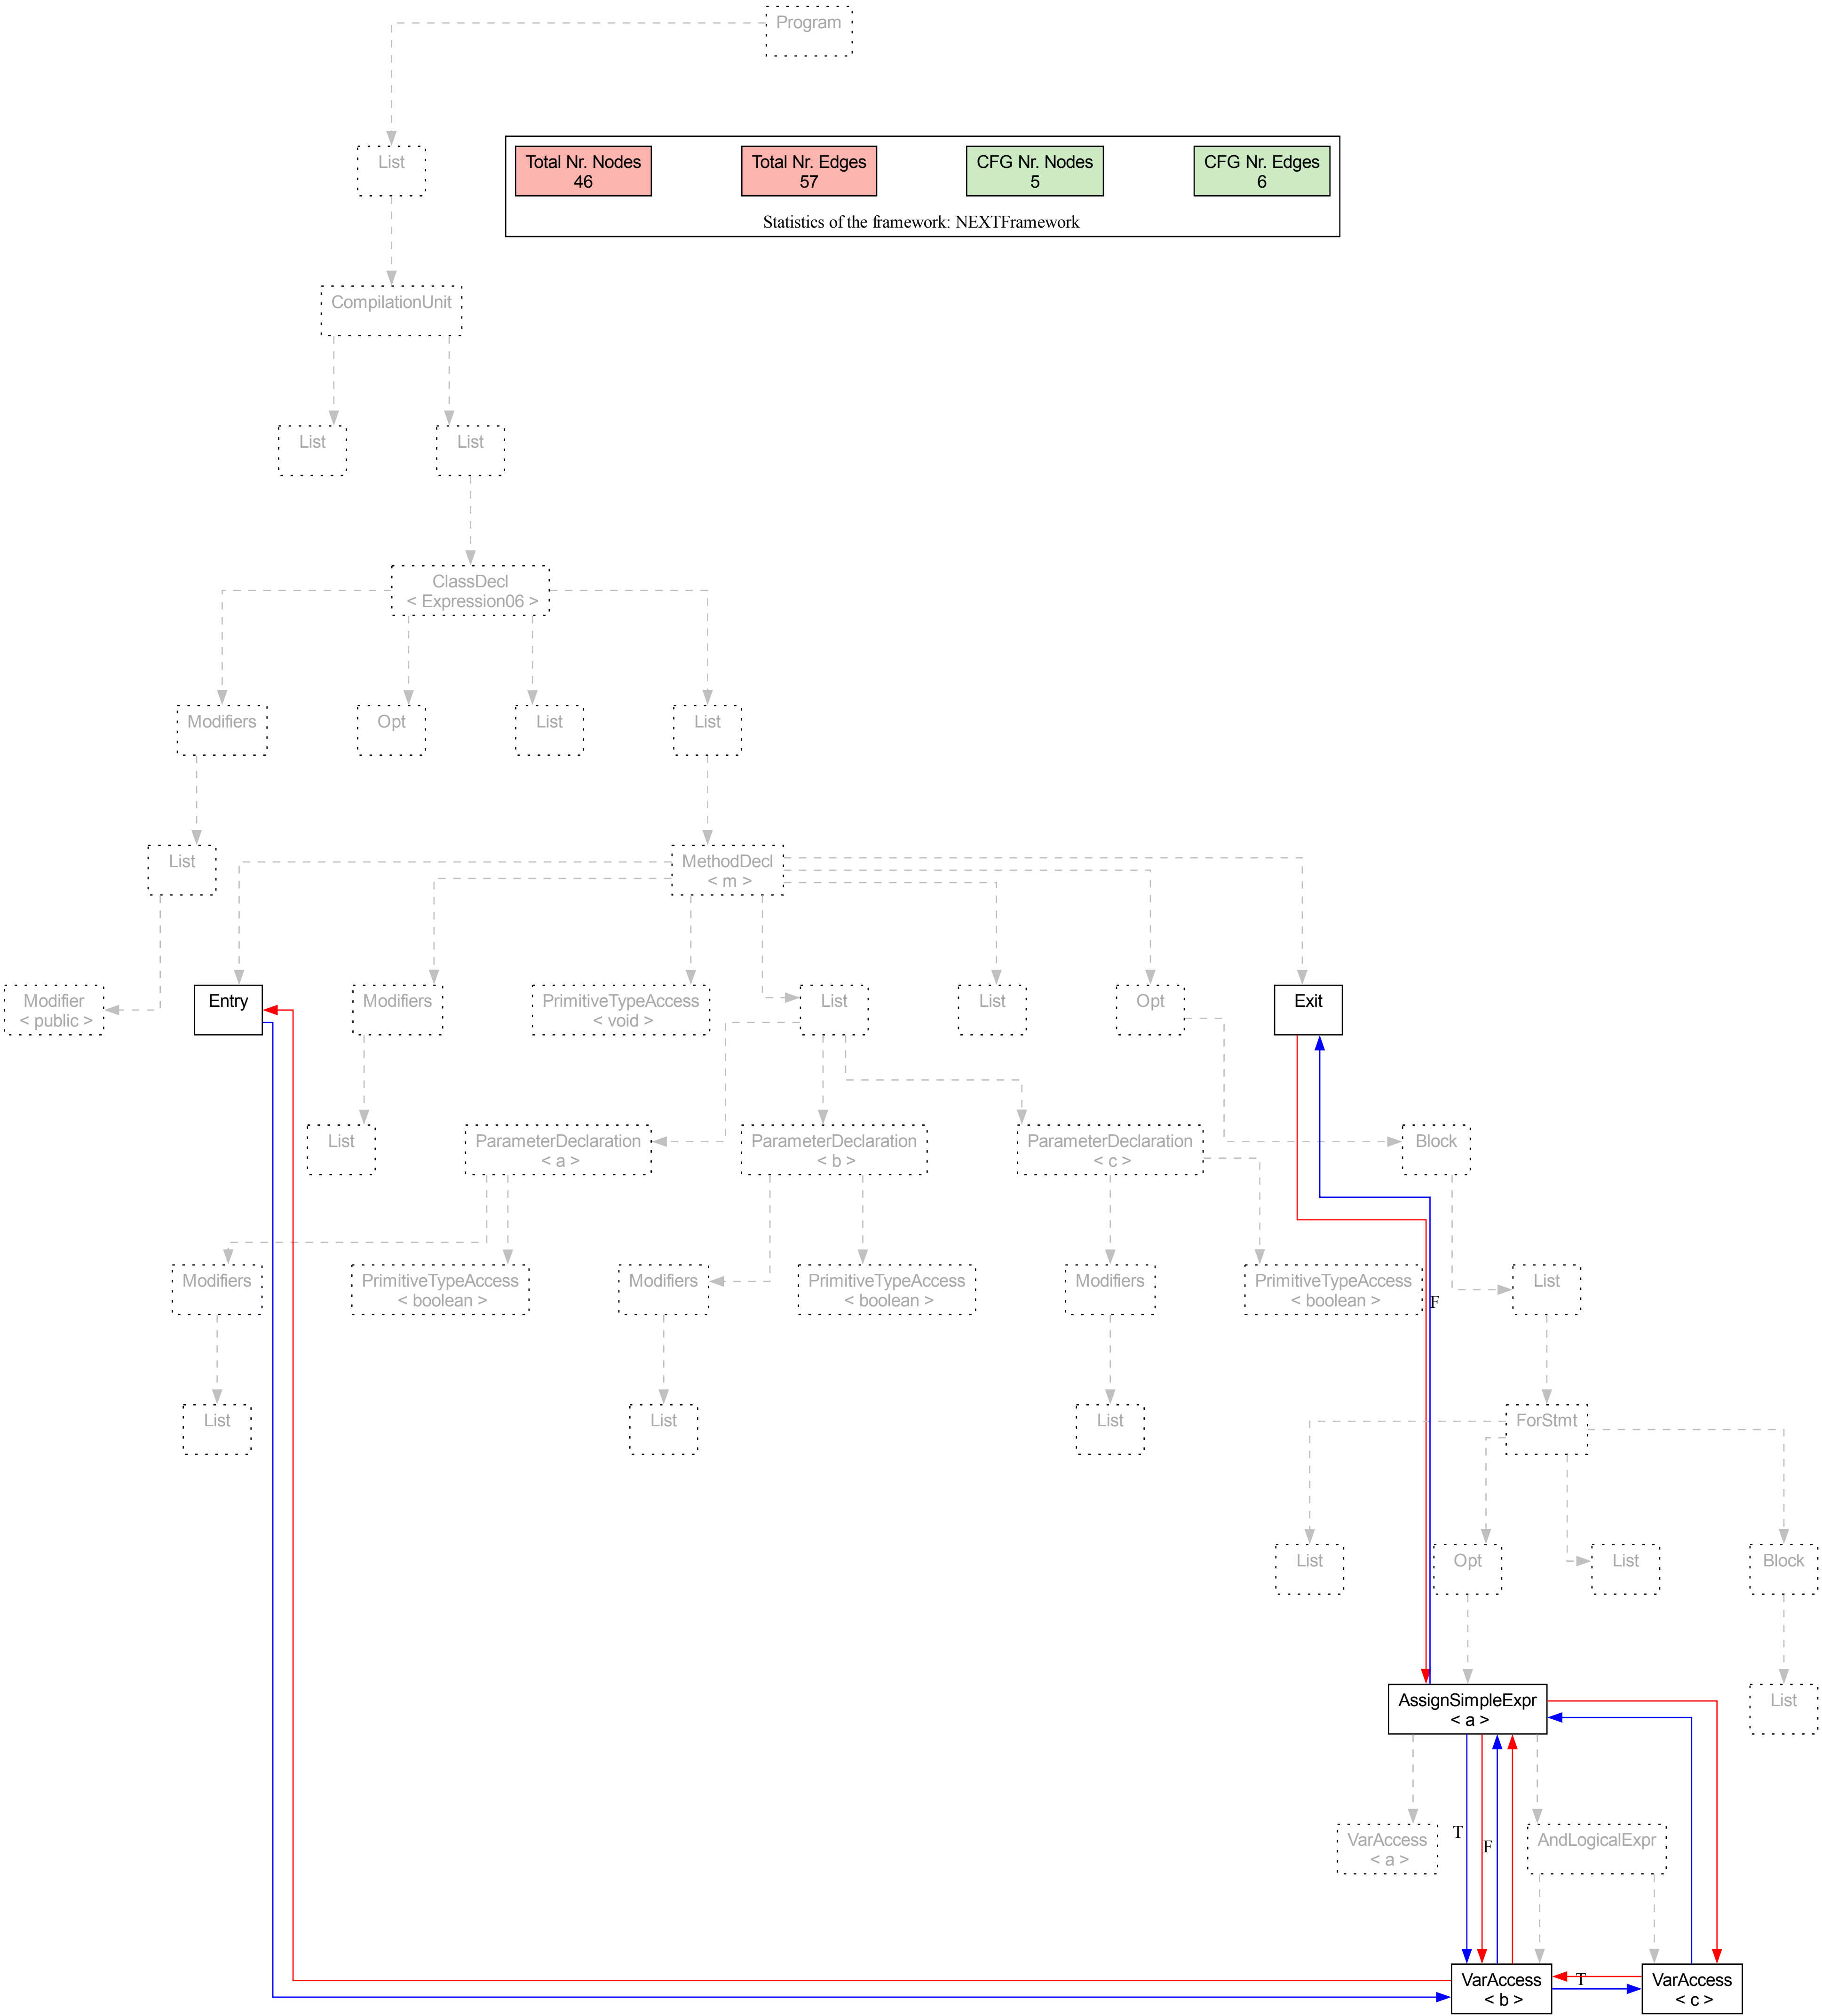 Program
List
Total Nr. Nodes
46
Total Nr. Edges
57
CFG Nr. Nodes
5
CFG Nr. Edges
6
Statistics of the framework: NEXTFramework
CompilationUnit
List
List
ClassDecl
< Expression06 >
Modifiers
Opt
List
List
List
MethodDecl
< m >
Modifier
< public >
Entry
Modifiers
PrimitiveTypeAccess
< void >
List
List
Opt
Exit
List
ParameterDeclaration
< a >
ParameterDeclaration
< b >
ParameterDeclaration
< c >
Block
Modifiers
PrimitiveTypeAccess
< boolean >
Modifiers
PrimitiveTypeAccess
< boolean >
Modifiers
PrimitiveTypeAccess
< boolean >
F
List
List
List
List
ForStmt
List
Opt
List
Block
AssignSimpleExpr
< a >
List
T
F
VarAccess
< a >
AndLogicalExpr
VarAccess
< b >
T
VarAccess
< c >